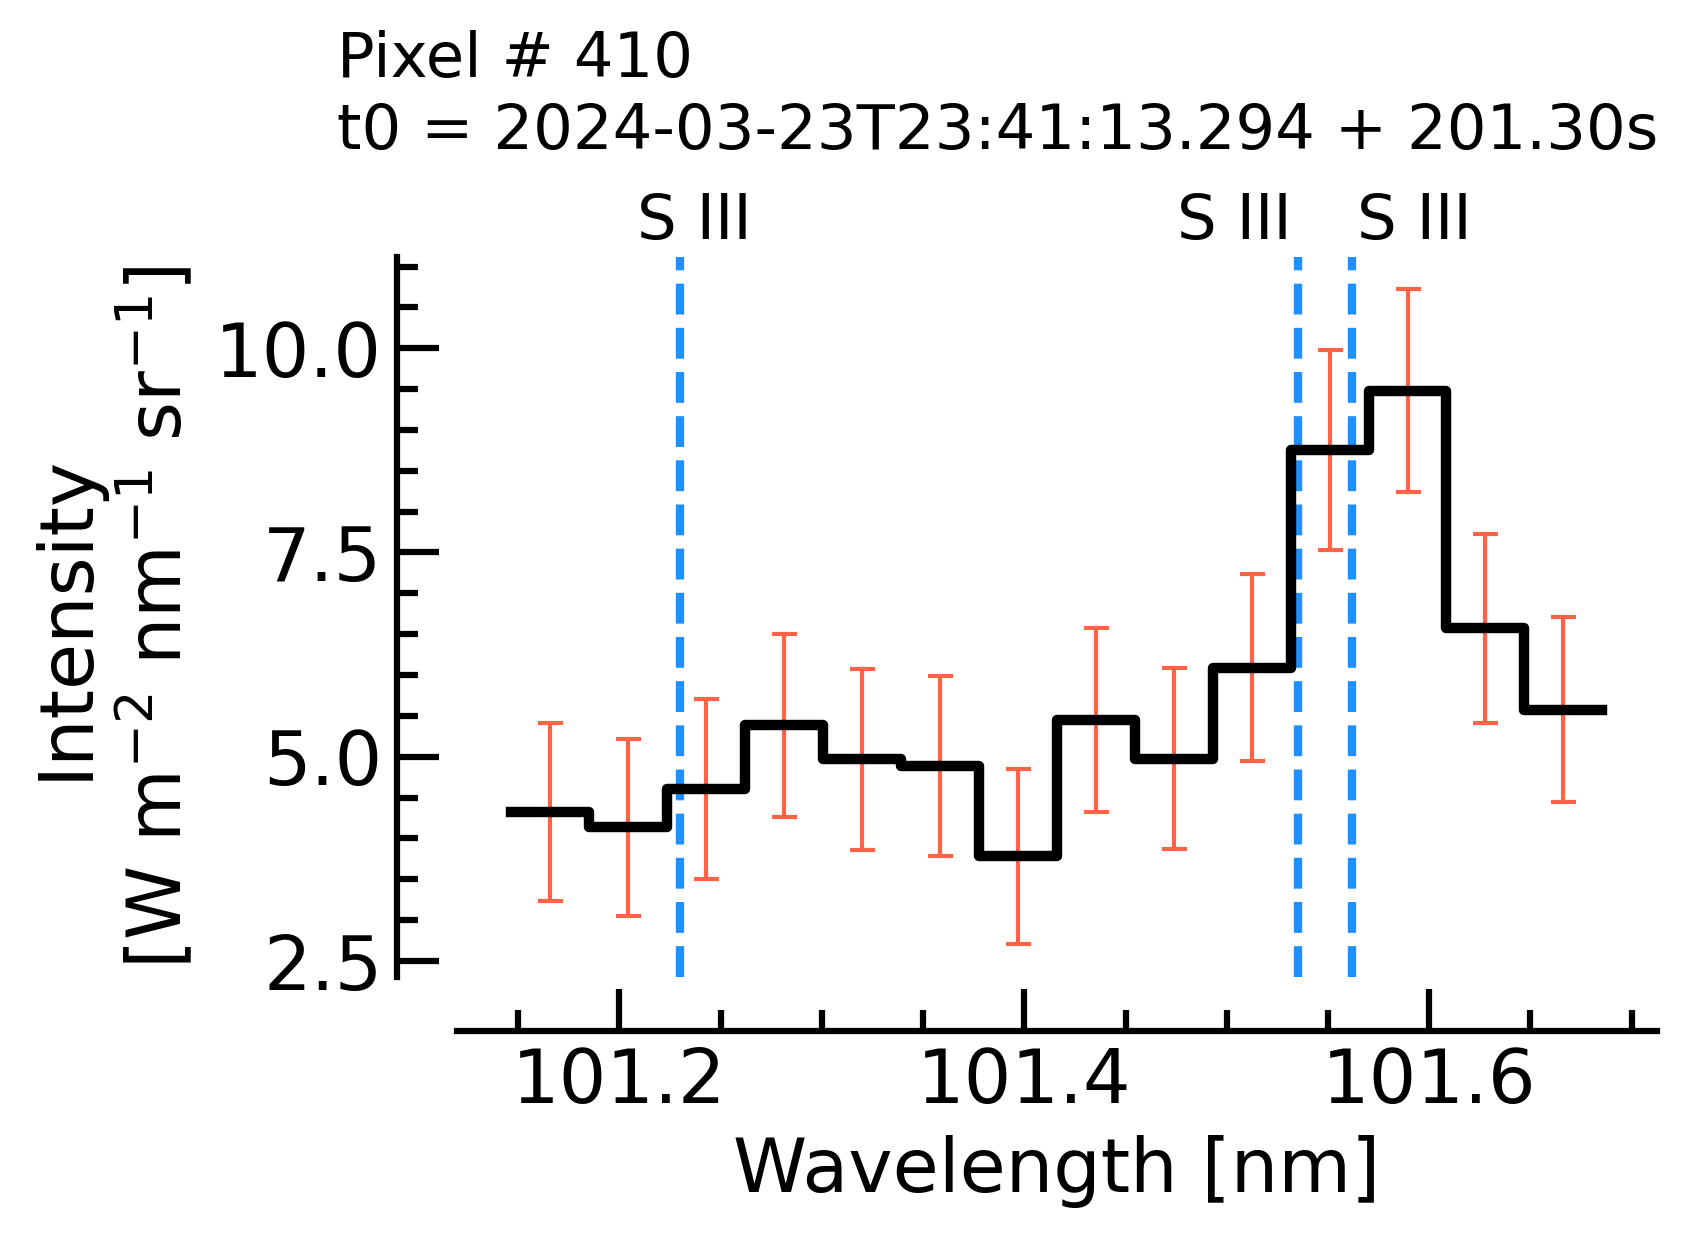 Pixel # 410
t0 = 2024-03-23T23:41:13.294 + 201.30s
S III S III S III
Intensity
[W m⁻² nm⁻¹ sr⁻¹]
10.0
7.5
5.0
2.5
101.2 101.4 101.6
Wavelength [nm]